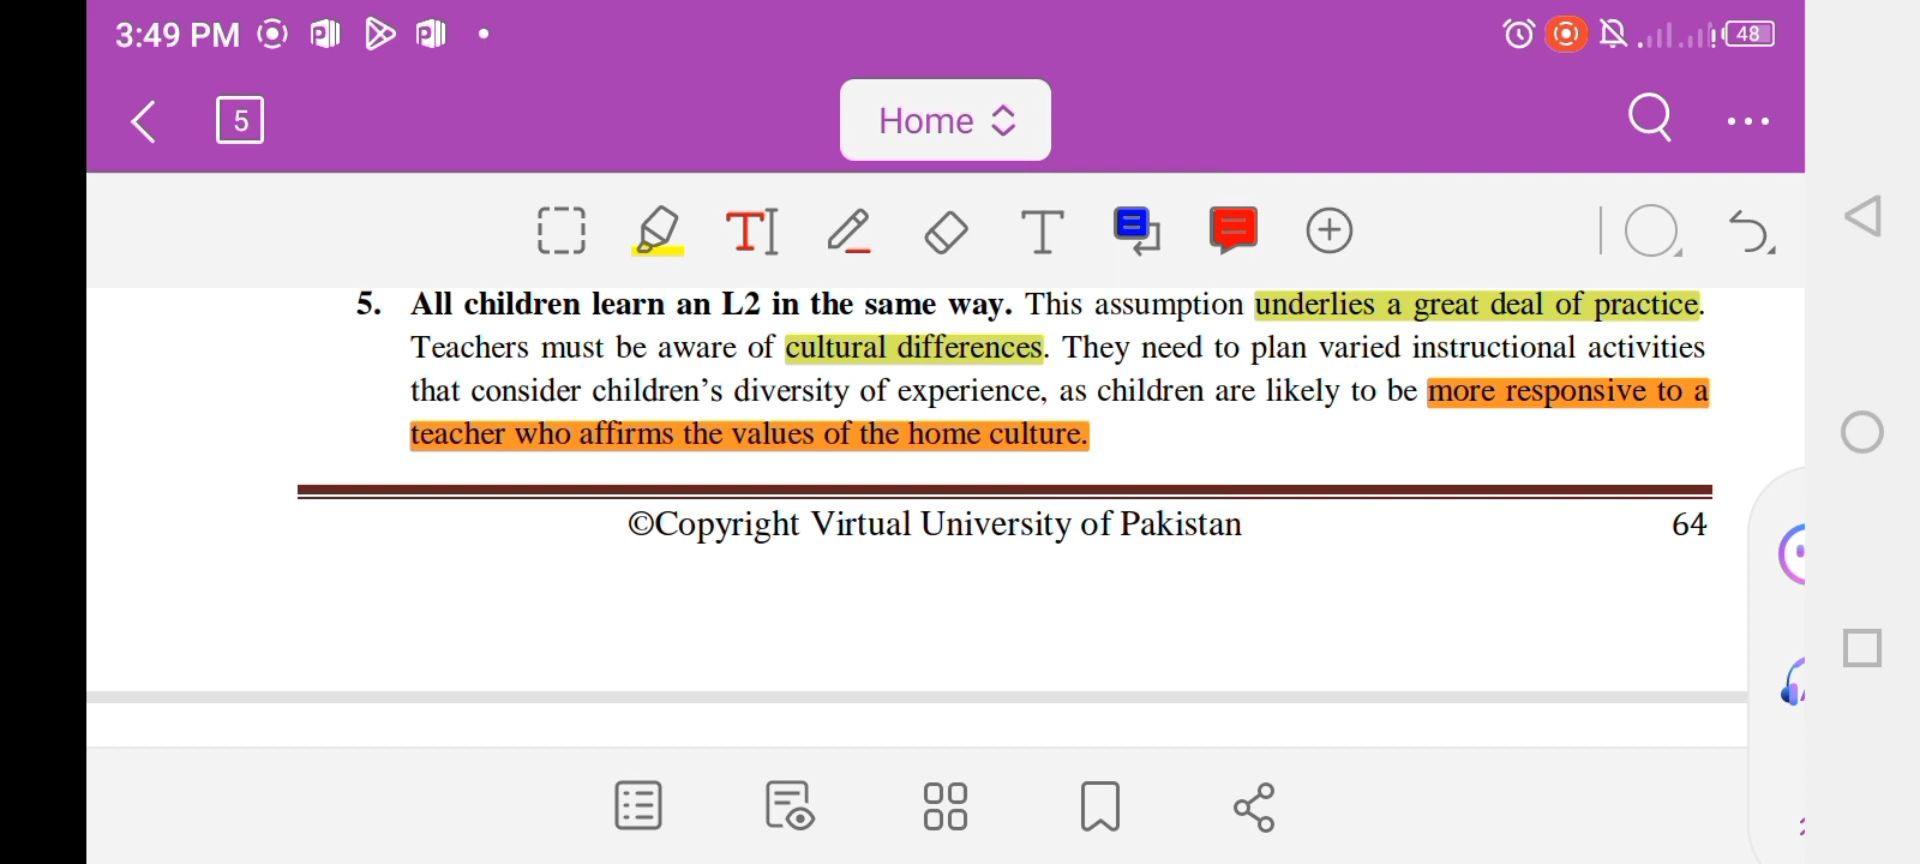 3:49 PM
48
5
Home
5. All children learn an L2 in the same way. This assumption underlies a great deal of practice.
Teachers must be aware of cultural differences. They need to plan varied instructional activities
that consider children’s diversity of experience, as children are likely to be more responsive to a
teacher who affirms the values of the home culture.
©Copyright Virtual University of Pakistan 64